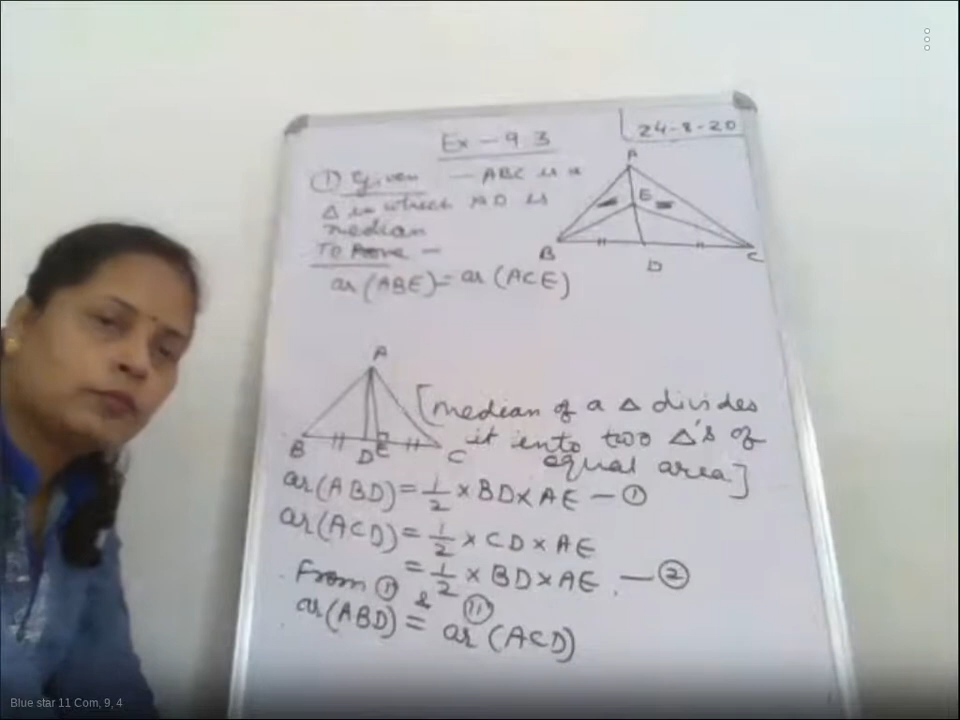 Ex - 9.3
24-8-20
① Given - ABC is a
Δ in which AD is
median
To Prove -
ar(ABE) = ar(ACE)
A
E
B
D
C
A
B
D
E
C
[median of a Δ divides
it into two Δ's of
equal area]
ar(ABD) = 1/2 × BD × AE - ①
ar(ACD) = 1/2 × CD × AE
= 1/2 × BD × AE. - ②
From ① & ⑪
ar(ABD) = ar(ACD)
Blue star 11 Com, 9, 4